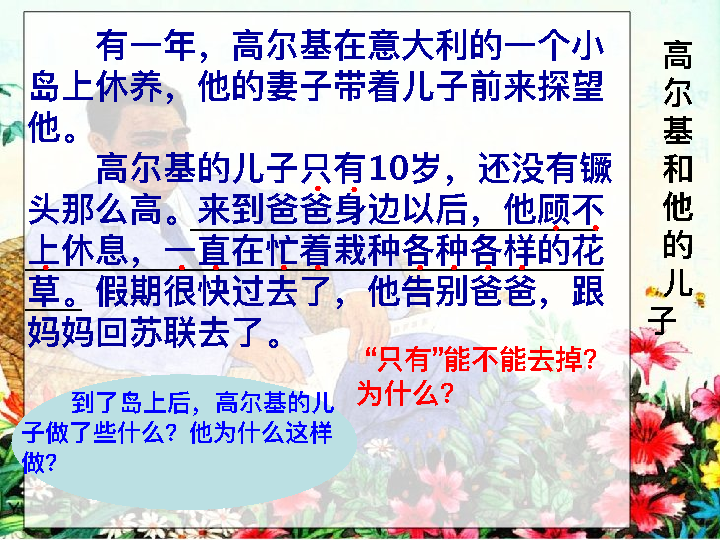 有一年，高尔基在意大利的一个小
岛上休养，他的妻子带着儿子前来探望
他。
高尔基的儿子只有10岁，还没有镢
头那么高。来到爸爸身边以后，他顾不
上休息，一直在忙着栽种各种各样的花
草。假期很快过去了，他告别爸爸，跟
妈妈回苏联去了。
“只有”能不能去掉？
为什么？
到了岛上后，高尔基的儿
子做了些什么？他为什么这样
做？
高尔基和他的儿子